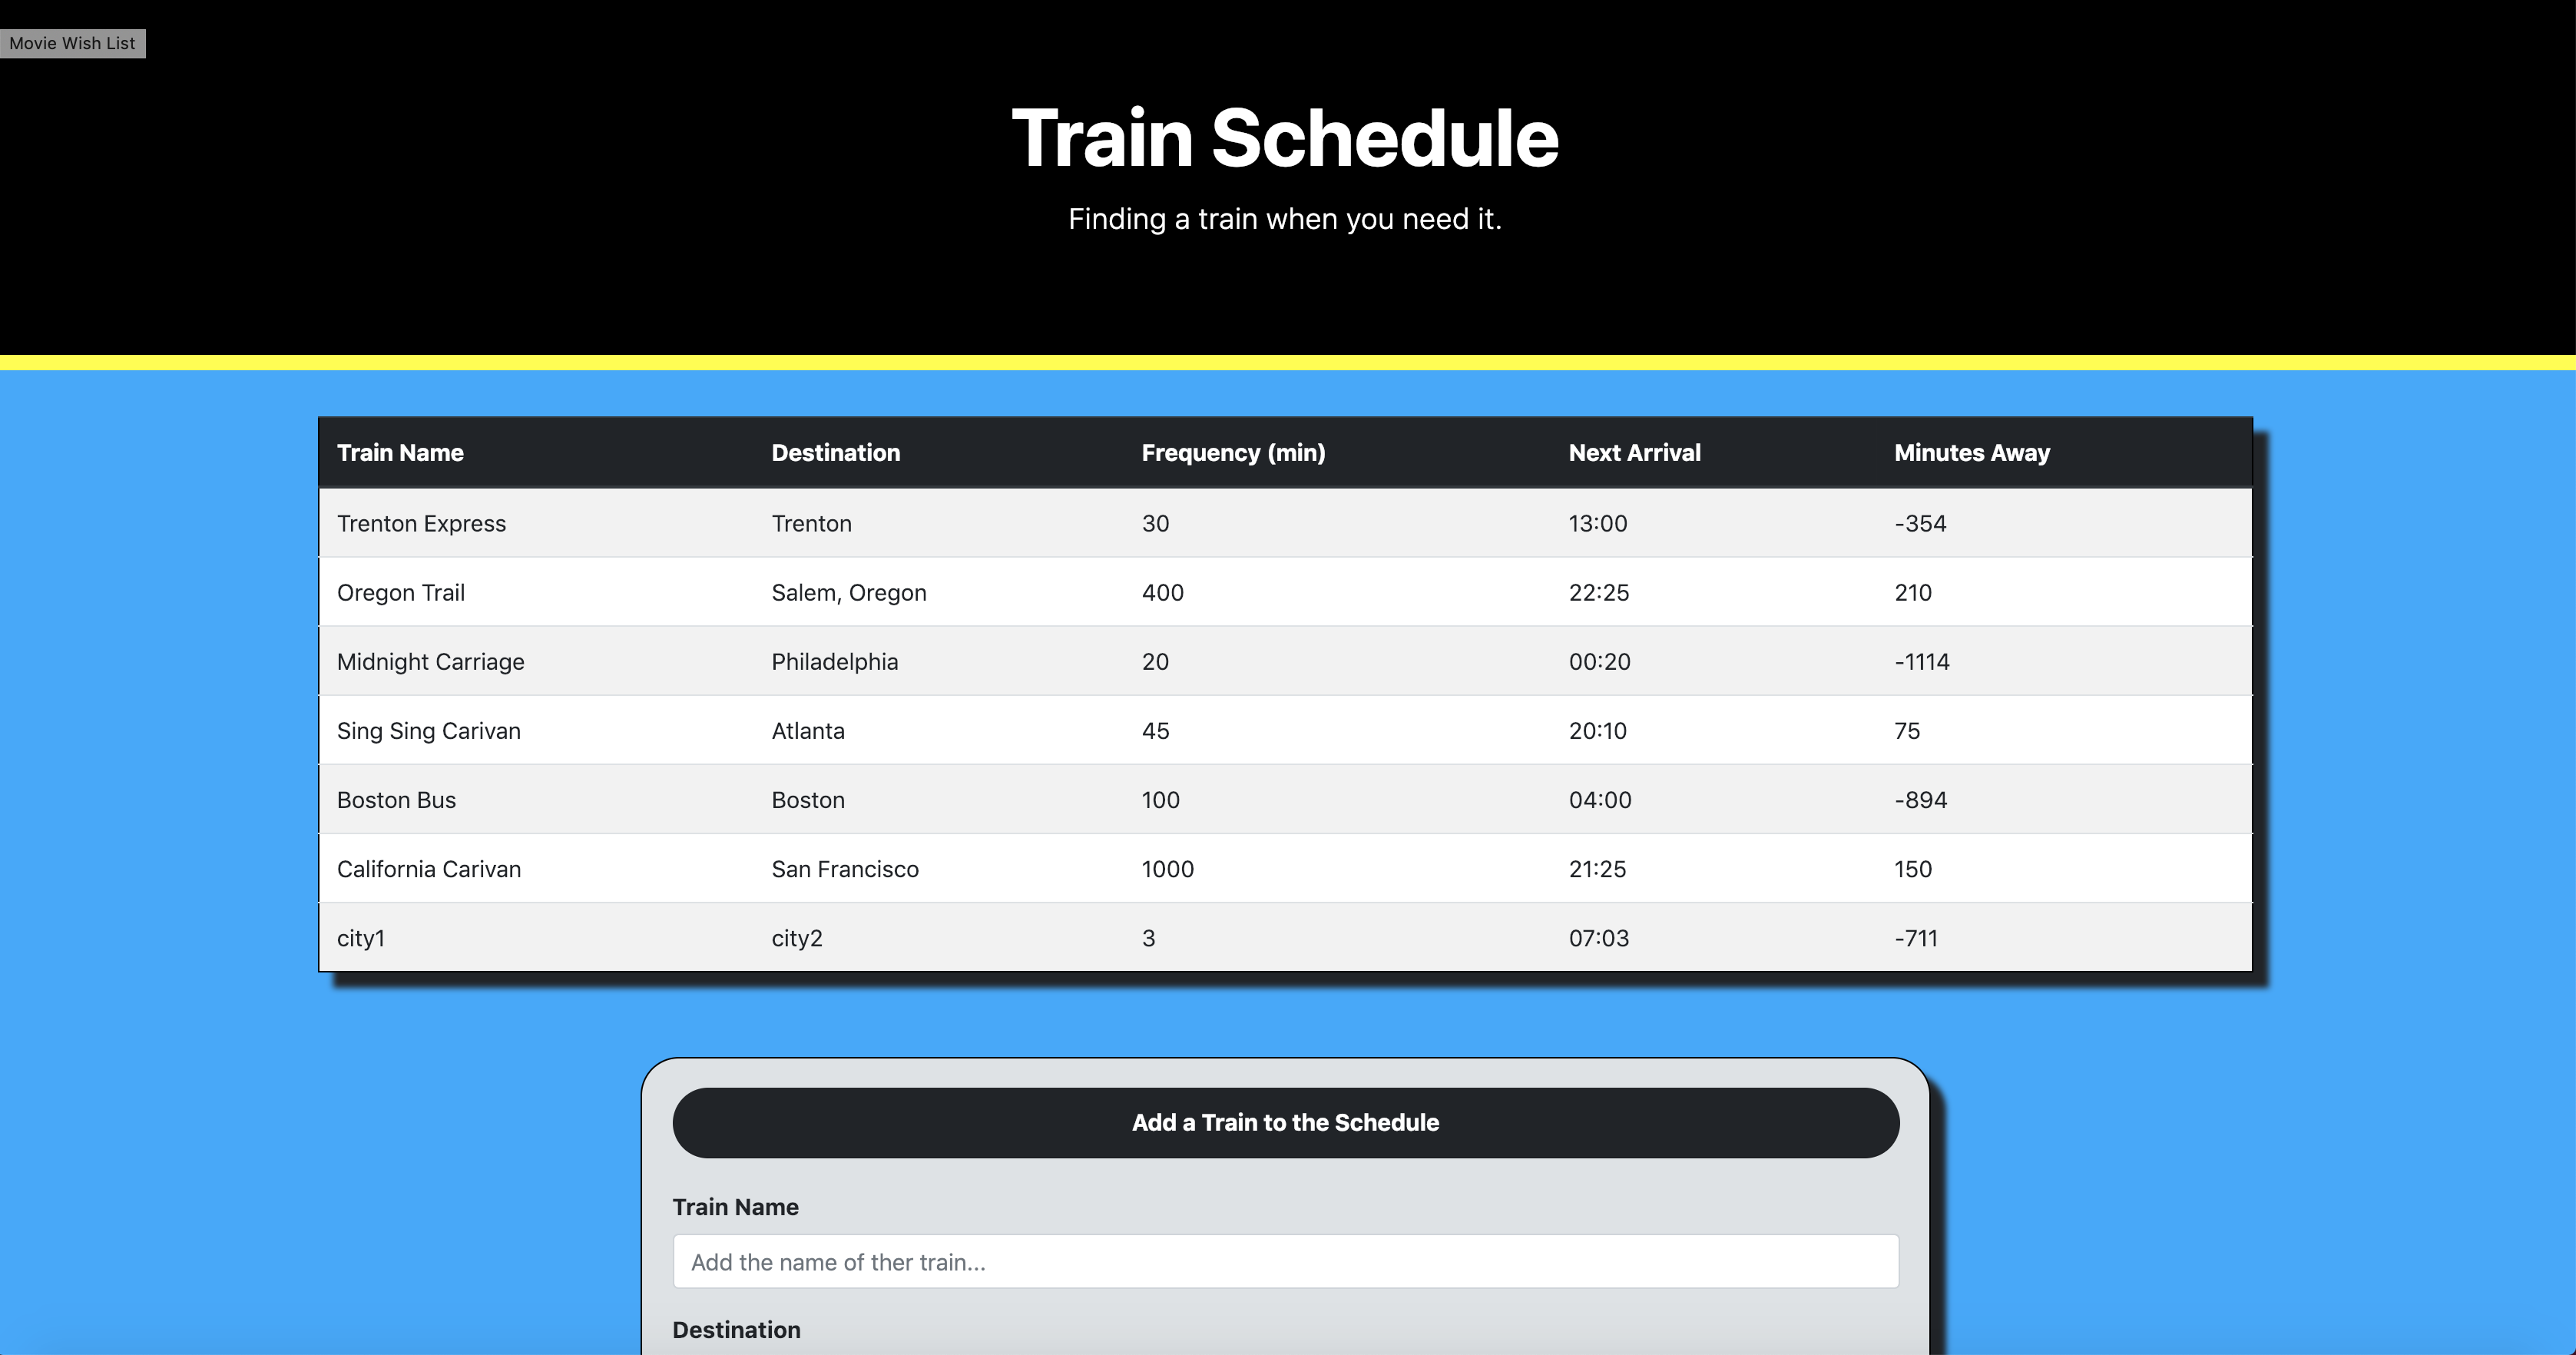 Movie Wish List
Train Schedule
Finding a train when you need it.
Train Name Destination Frequency (min) Next Arrival Minutes Away
Trenton Express Trenton 30 13:00 -354
Oregon Trail Salem, Oregon 400 22:25 210
Midnight Carriage Philadelphia 20 00:20 -1114
Sing Sing Carivan Atlanta 45 20:10 75
Boston Bus Boston 100 04:00 -894
California Carivan San Francisco 1000 21:25 150
city1 city2 3 07:03 -711
Add a Train to the Schedule
Train Name
Add the name of ther train...
Destination